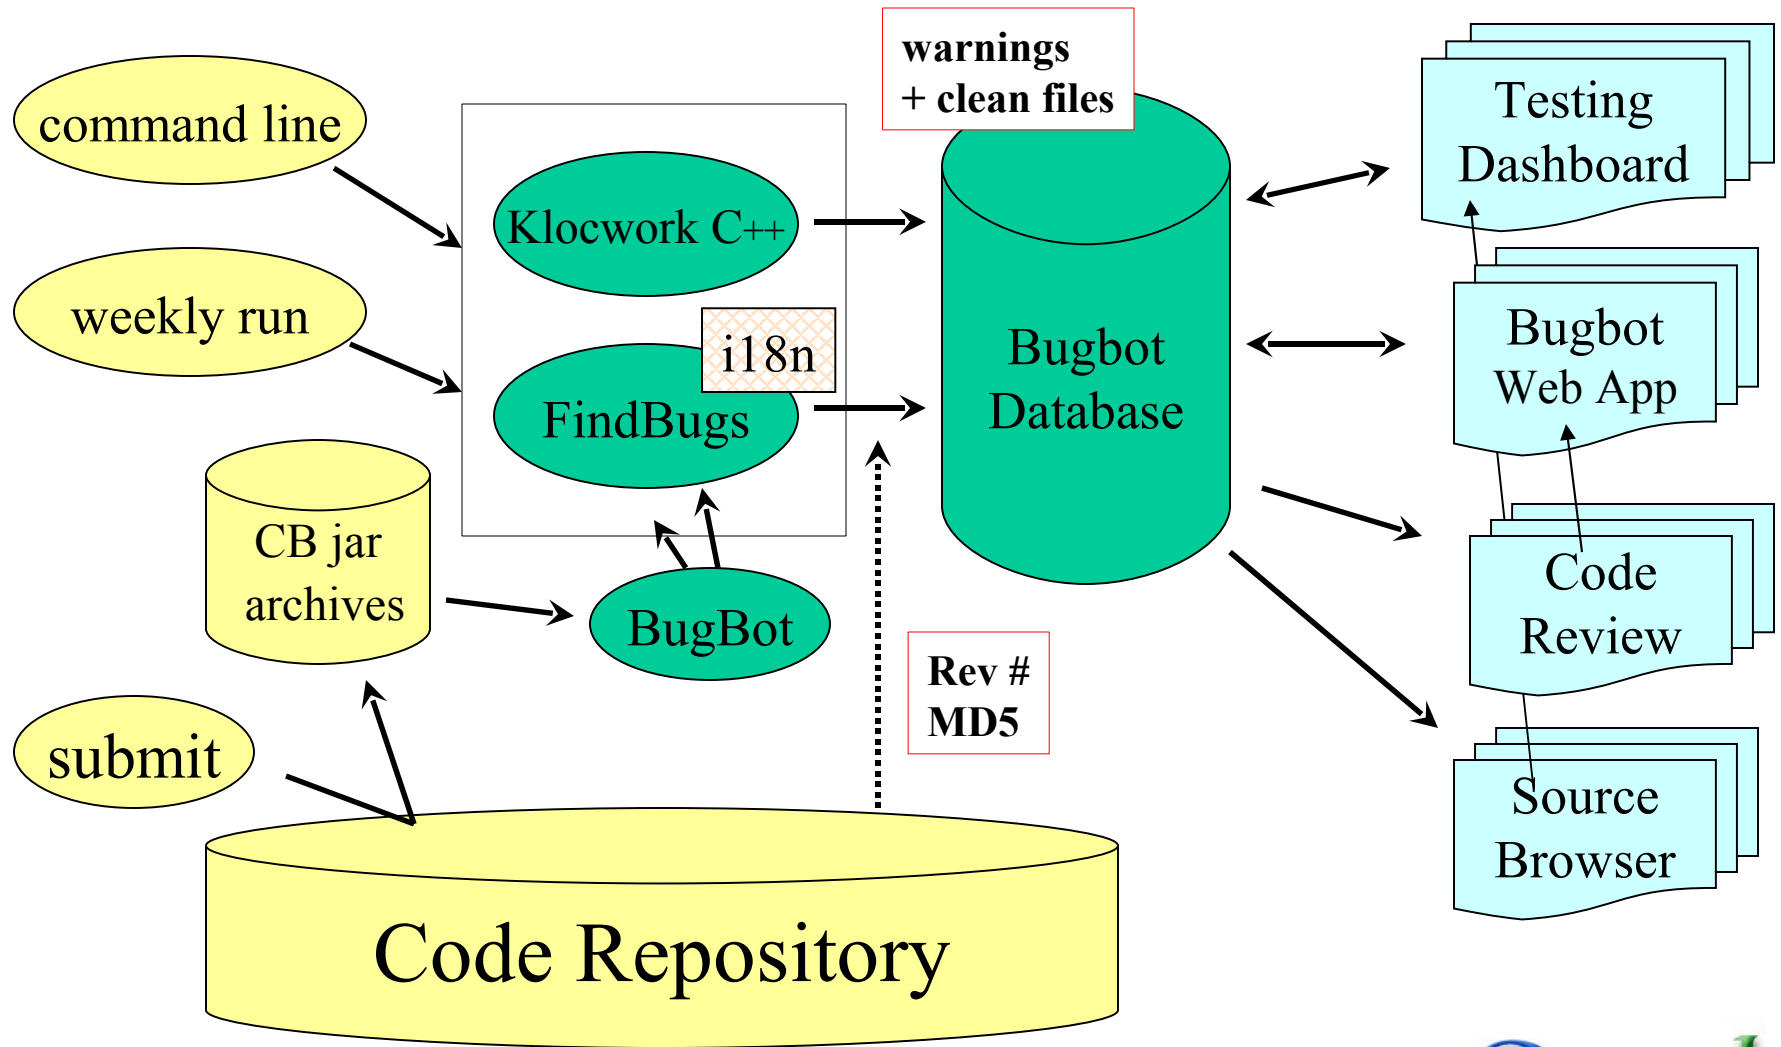 warnings
+ clean files
command line
Klocwork C++
weekly run
i18n
FindBugs
CB jar
archives
BugBot
submit
Rev #
MD5
Code Repository
Bugbot
Database
Testing
Dashboard
Bugbot
Web App
Code
Review
Source
Browser